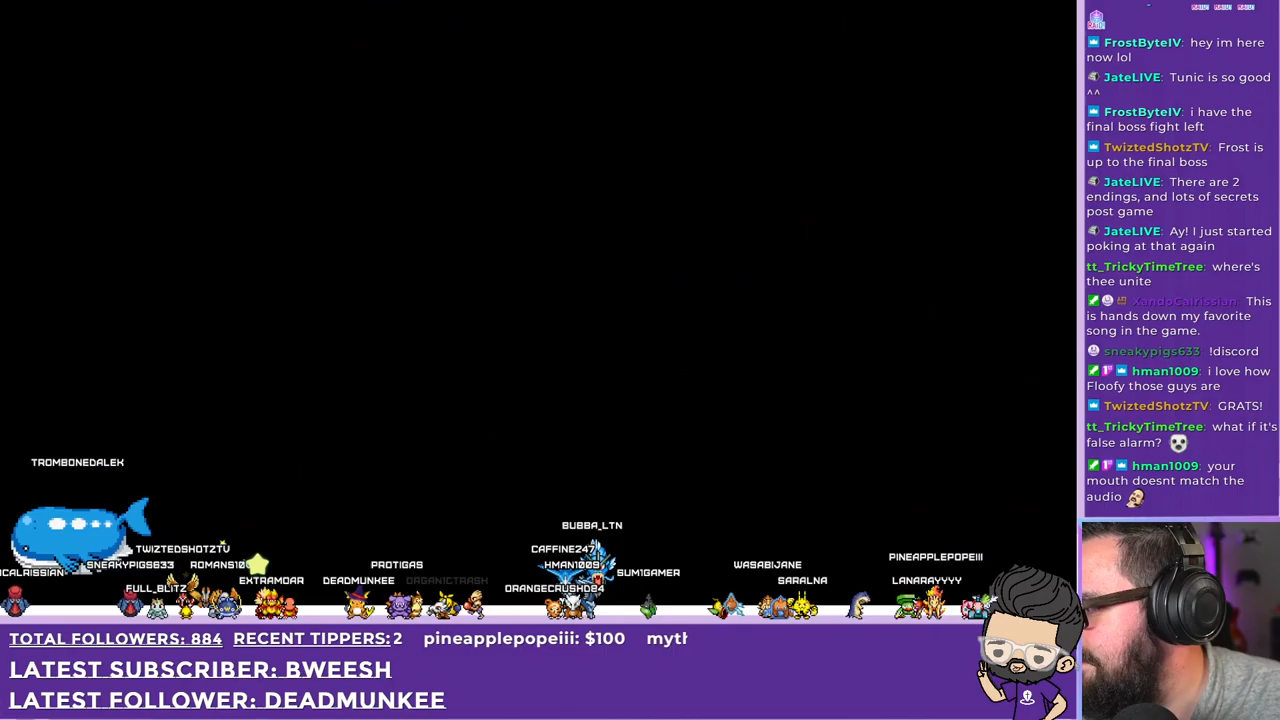 FrostByteIV: hey im here
now lol
JateLIVE: Tunic is so good
^^
FrostByteIV: i have the
final boss fight left
TwiztedShotzTV: Frost is
up to the final boss
JateLIVE: There are 2
endings, and lots of secrets
post game
JateLIVE: Ay! I just started
poking at that again
tt_TrickyTimeTree: where's
thee unite
XandoCalrissian: This
is hands down my favorite
song in the game.
sneakypigs633 !discord
hman1009: i love how
Floofy those guys are
TwiztedShotzTV: GRATS!
tt_TrickyTimeTree: what if it's
false alarm?
hman1009: your
mouth doesnt match the
audio
TROMBONEDALEK
BUBBA_LTN
TWIZTEDSHOTZTV
CAFFINE247
PINEAPPLEPOPEIII
SNEAKYPIGS633
PROTIGAS
HMAN1009
SUM1GAMER
WASABIJANE
EXTRAMOAR
DEADMUNKEE
ORGAN1CTRASH
SARALNA
LANARAYYYY
FULL_BLITZ
ORANGECRUSHD24
TOTAL FOLLOWERS: 884 RECENT TIPPERS: 2 pineapplepopeiii: $100 myth
LATEST SUBSCRIBER: BWEESH
LATEST FOLLOWER: DEADMUNKEE